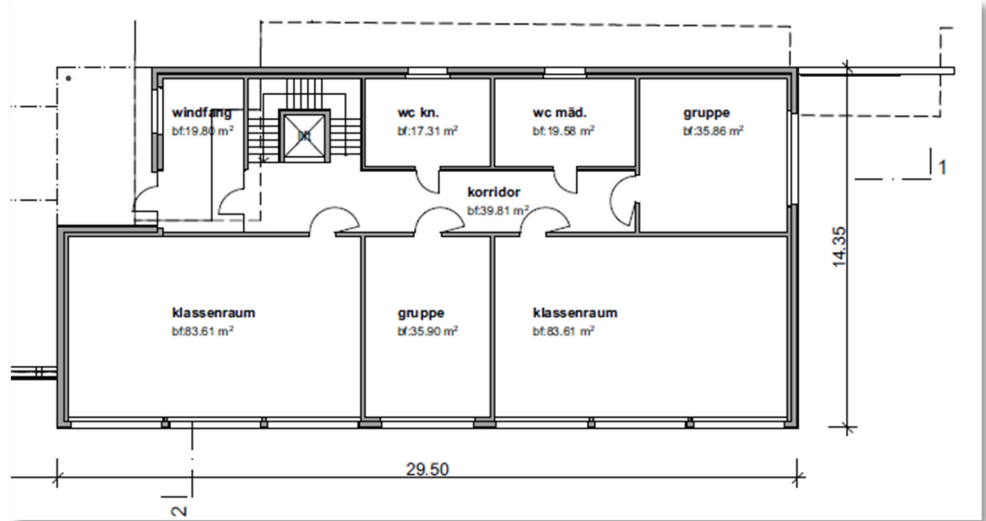 windfang
bf:19.80 m²
wc kn.
bf:17.31 m²
wc mäd.
bf:19.58 m²
gruppe
bf:35.86 m²
1
korridor
bf:39.81 m²
14.35
klassenraum
bf:83.61 m²
gruppe
bf:35.90 m²
klassenraum
bf:83.61 m²
29.50
2